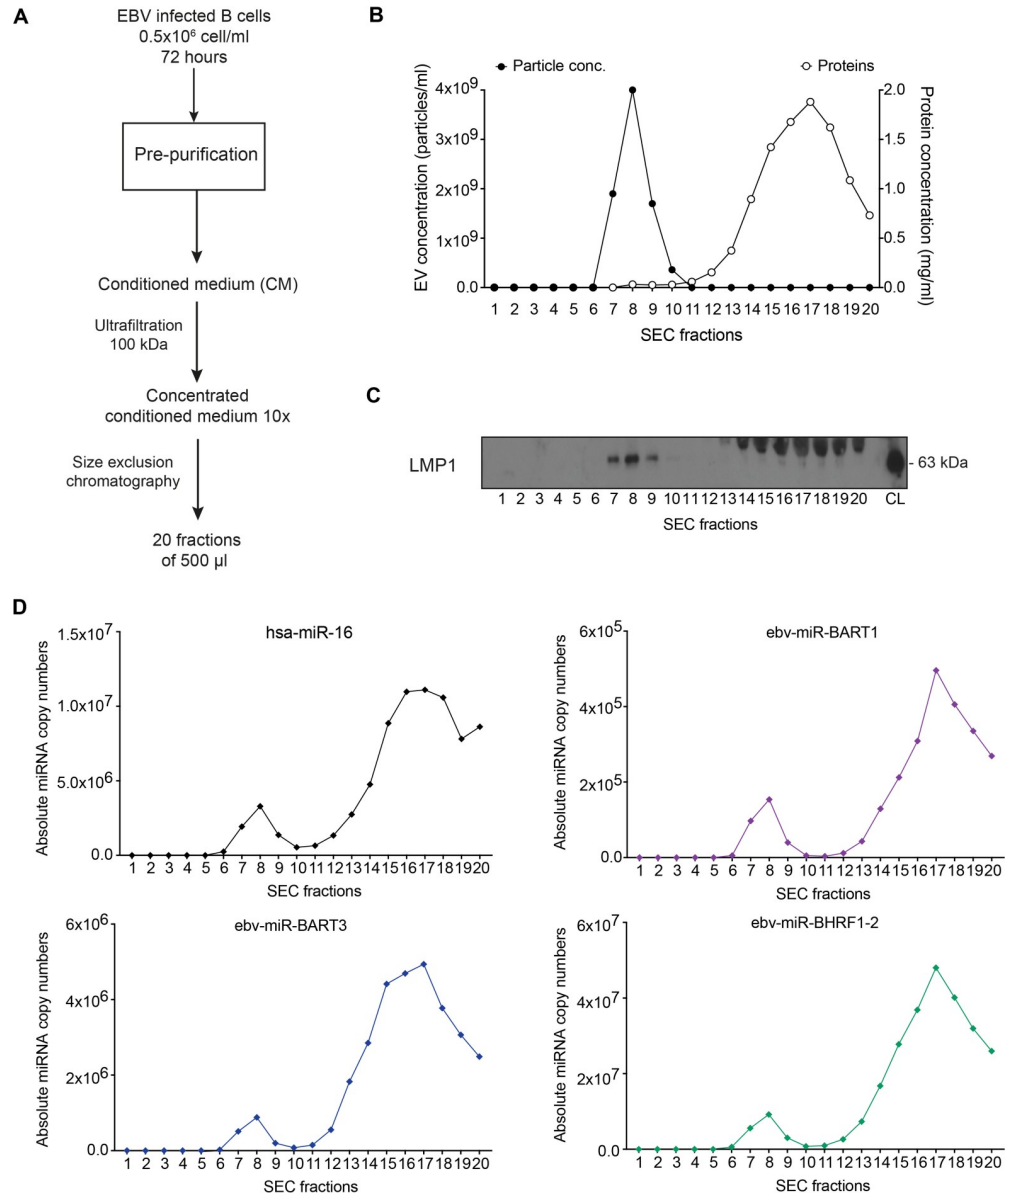 A
EBV infected B cells
0.5x10⁶ cell/ml
72 hours
Pre-purification
Conditioned medium (CM)
Ultrafiltration
100 kDa
Concentrated
conditioned medium 10x
Size exclusion
chromatography
20 fractions
of 500 µl
B
Particle conc.
Proteins
EV concentration (particles/ml)
4x10⁹
3x10⁹
2x10⁹
1x10⁹
0.0
2.0
1.5
1.0
0.5
0.0
Protein concentration (mg/ml)
1 2 3 4 5 6 7 8 9 10 11 12 13 14 15 16 17 18 19 20
SEC fractions
C
LMP1
- 63 kDa
1 2 3 4 5 6 7 8 9 10 11 12 13 14 15 16 17 18 19 20 CL
SEC fractions
D
hsa-miR-16
Absolute miRNA copy numbers
1.5x10⁷
1.0x10⁷
5.0x10⁶
0.0
1 2 3 4 5 6 7 8 9 10 11 12 13 14 15 16 17 18 19 20
SEC fractions
ebv-miR-BART1
Absolute miRNA copy numbers
6x10⁵
4x10⁵
2x10⁵
0.0
1 2 3 4 5 6 7 8 9 10 11 12 13 14 15 16 17 18 19 20
SEC fractions
ebv-miR-BART3
Absolute miRNA copy numbers
6x10⁶
4x10⁶
2x10⁶
0.0
1 2 3 4 5 6 7 8 9 10 11 12 13 14 15 16 17 18 19 20
SEC fractions
ebv-miR-BHRF1-2
Absolute miRNA copy numbers
6x10⁷
4x10⁷
2x10⁷
0.0
1 2 3 4 5 6 7 8 9 10 11 12 13 14 15 16 17 18 19 20
SEC fractions